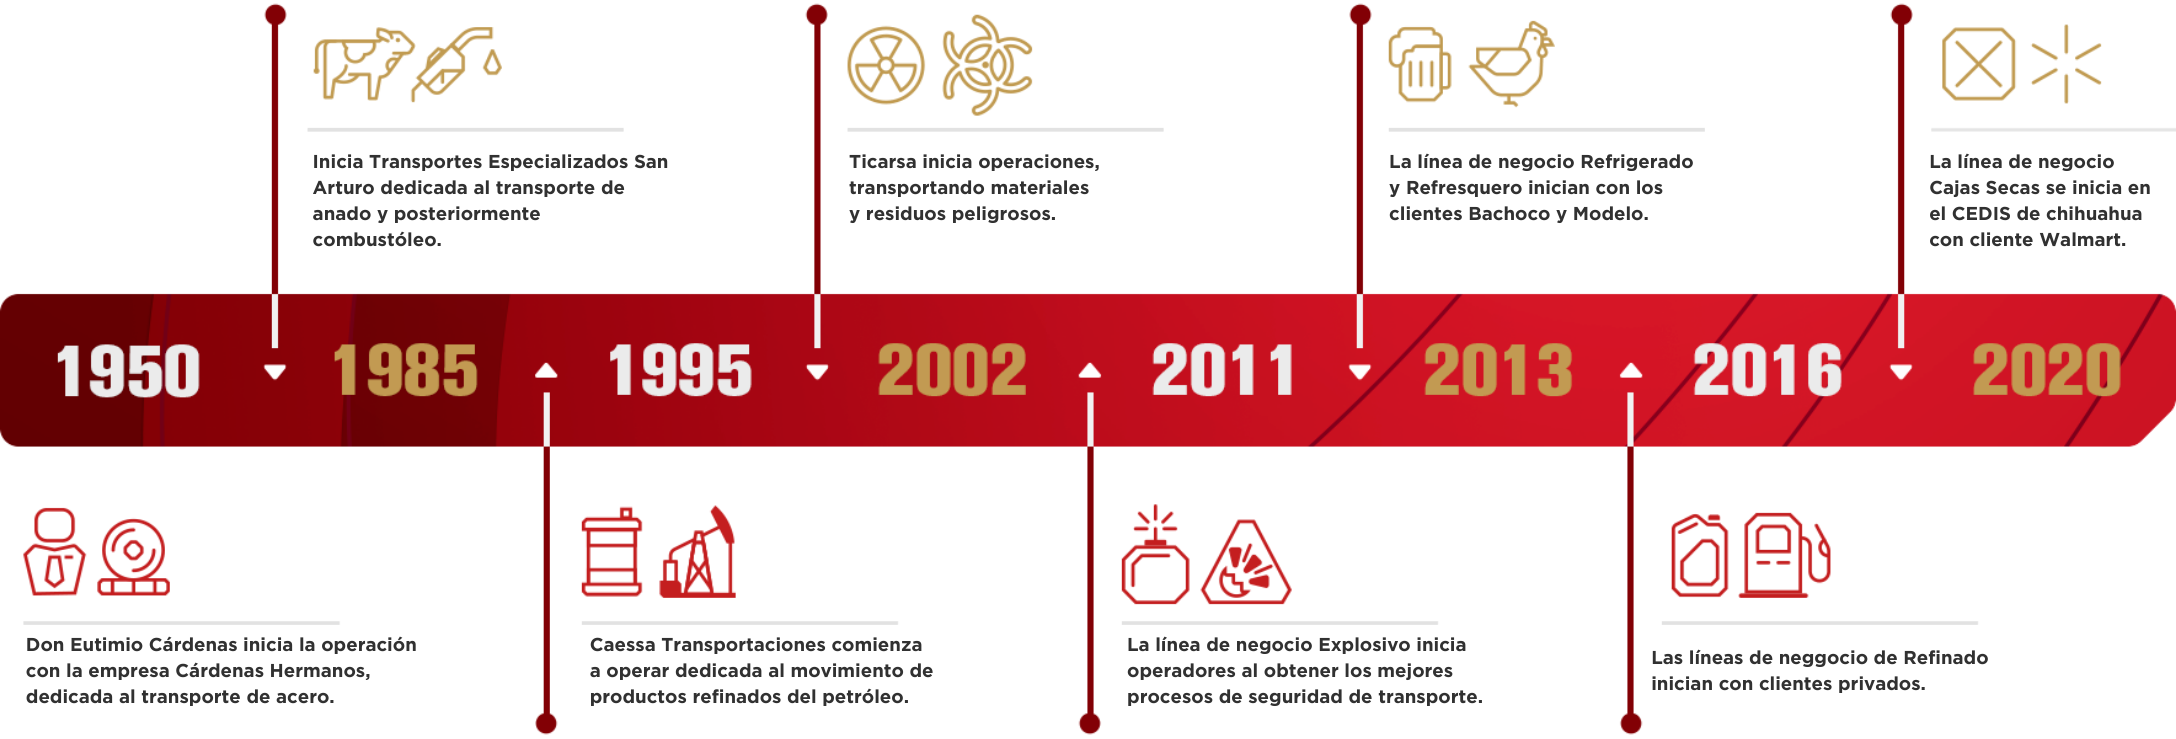 Inicia Transportes Especializados San
Arturo dedicada al transporte de
anado y posteriormente
combustóleo.
Ticarsa inicia operaciones,
transportando materiales
y residuos peligrosos.
La línea de negocio Refrigerado
y Refresquero inician con los
clientes Bachoco y Modelo.
La línea de negocio
Cajas Secas se inicia en
el CEDIS de chihuahua
con cliente Walmart.
1950 1985 1995 2002 2011 2013 2016 2020
Don Eutimio Cárdenas inicia la operación
con la empresa Cárdenas Hermanos,
dedicada al transporte de acero.
Caessa Transportaciones comienza
a operar dedicada al movimiento de
productos refinados del petróleo.
La línea de negocio Explosivo inicia
operadores al obtener los mejores
procesos de seguridad de transporte.
Las líneas de neggocio de Refinado
inician con clientes privados.